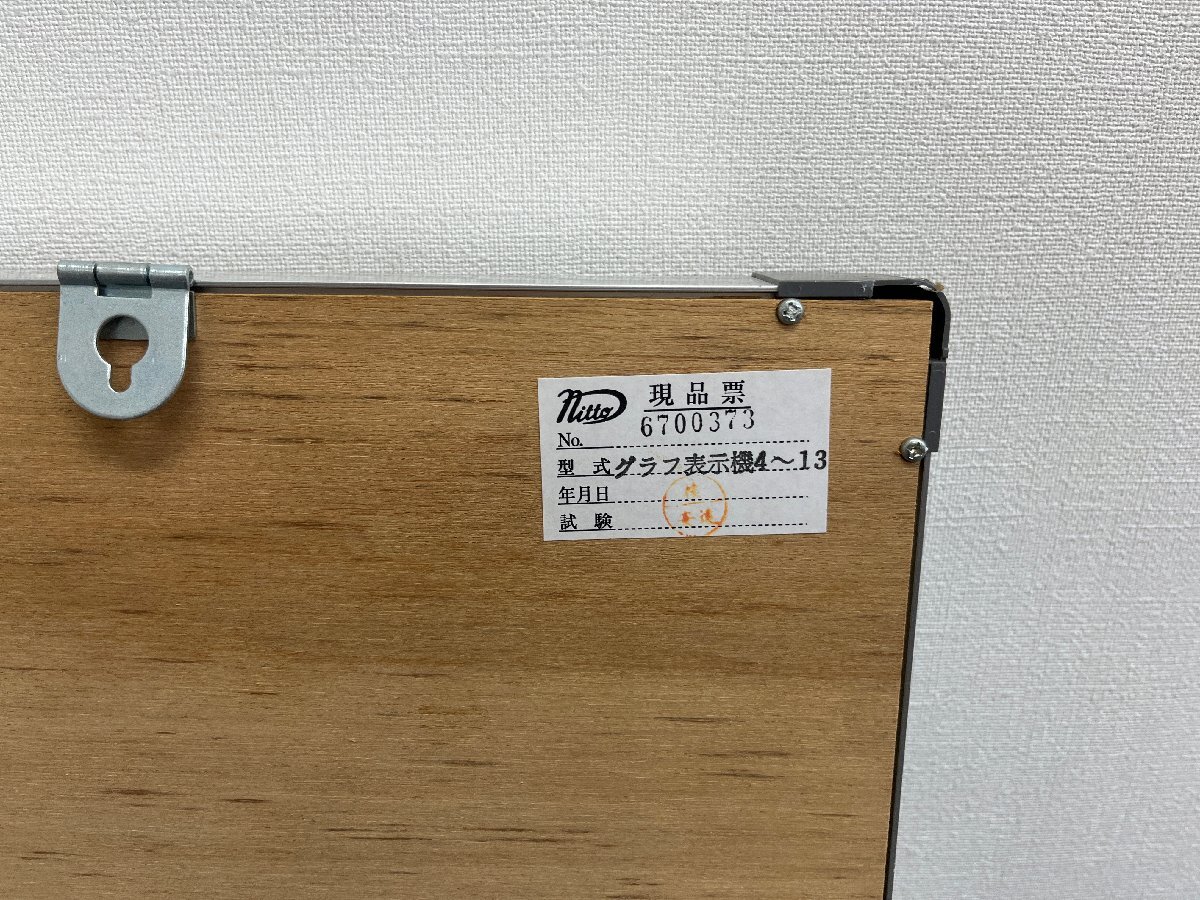 Nitto 現品票
No. 6700373
型式 グラフ表示機4～13
年月日
試験